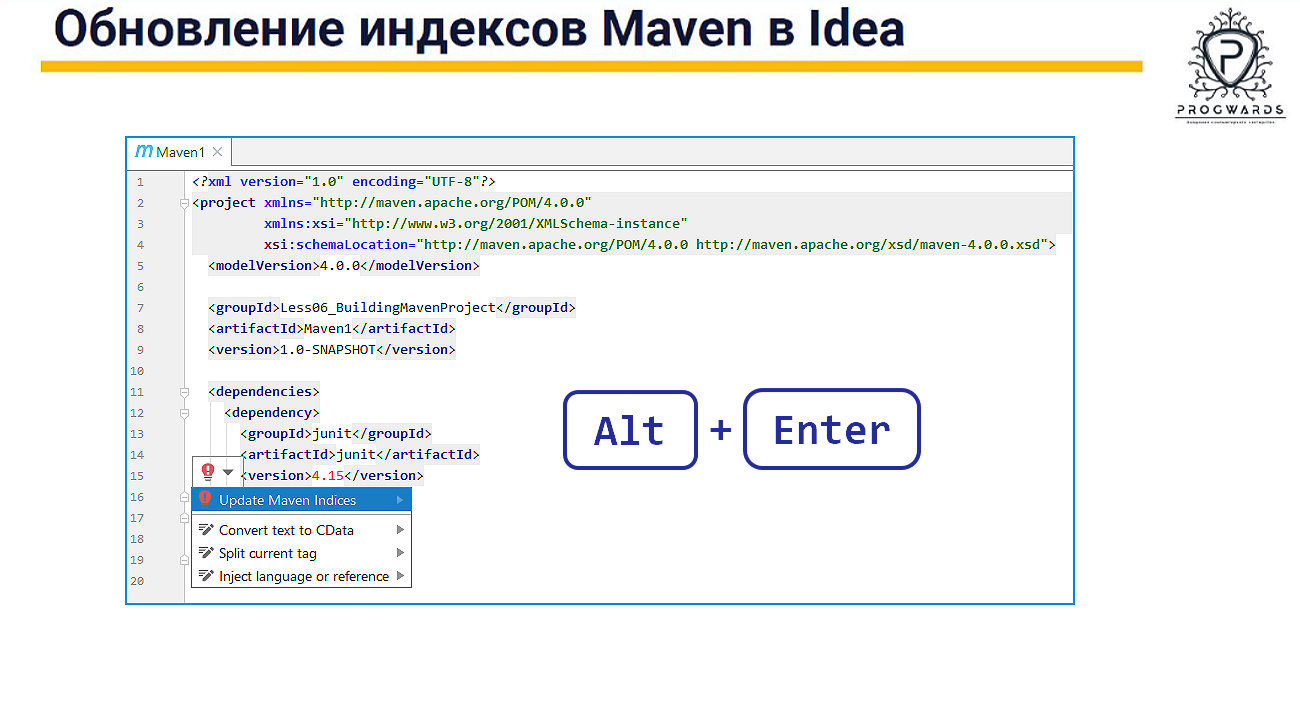 Обновление индексов Maven в Idea
PROGWARDS
Maven1
1 <?xml version="1.0" encoding="UTF-8"?>
2 <project xmlns="http://maven.apache.org/POM/4.0.0"
3 xmlns:xsi="http://www.w3.org/2001/XMLSchema-instance"
4 xsi:schemaLocation="http://maven.apache.org/POM/4.0.0 http://maven.apache.org/xsd/maven-4.0.0.xsd">
5 <modelVersion>4.0.0</modelVersion>
6
7 <groupId>Less06_BuildingMavenProject</groupId>
8 <artifactId>Maven1</artifactId>
9 <version>1.0-SNAPSHOT</version>
10
11 <dependencies>
12 <dependency>
13 <groupId>junit</groupId>
14 <artifactId>junit</artifactId>
15 <version>4.15</version>
16 Update Maven Indices
17 Convert text to CData
18 Split current tag
19 Inject language or reference
20
Alt + Enter